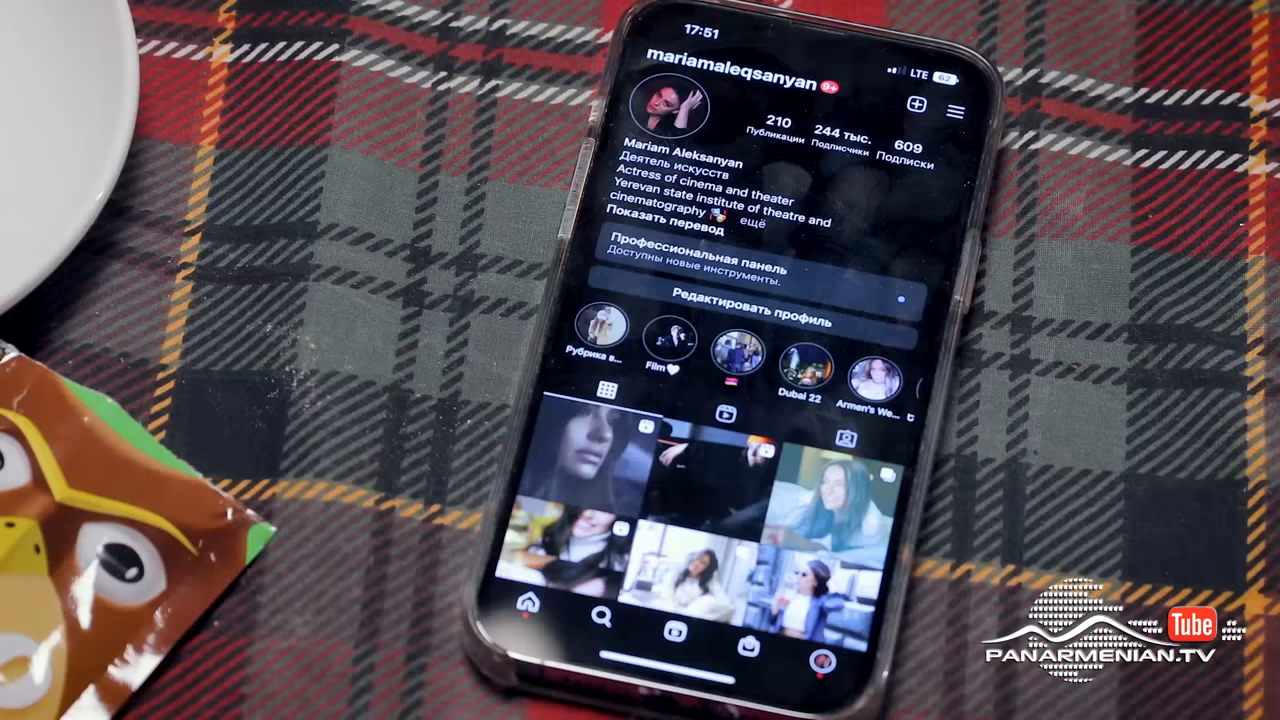 17:51
LTE 62
mariamaleqsanyan 9+
210 244 тыс. 609
Публикации Подписчики Подписки
Mariam Aleksanyan
Деятель искусств
Actress of cinema and theater
Yerevan state institute of theatre and
cinematography ещё
Показать перевод
Профессиональная панель
Доступны новые инструменты.
Редактировать профиль
Рубрика в... Film Dubai 22 Armen's We...
Tube
PANARMENIAN.TV